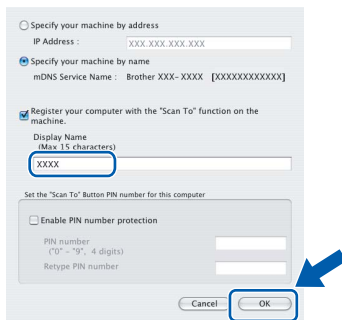 Specify your machine by address
IP Address : XXX.XXX.XXX.XXX
Specify your machine by name
mDNS Service Name : Brother XXX- XXXX [XXXXXXXXXXXX]
Register your computer with the "Scan To" function on the
machine.
Display Name
(Max 15 characters)
XXXX
Set the "Scan To" Button PIN number for this computer
Enable PIN number protection
PIN number
("0" - "9", 4 digits)
Retype PIN number
Cancel OK